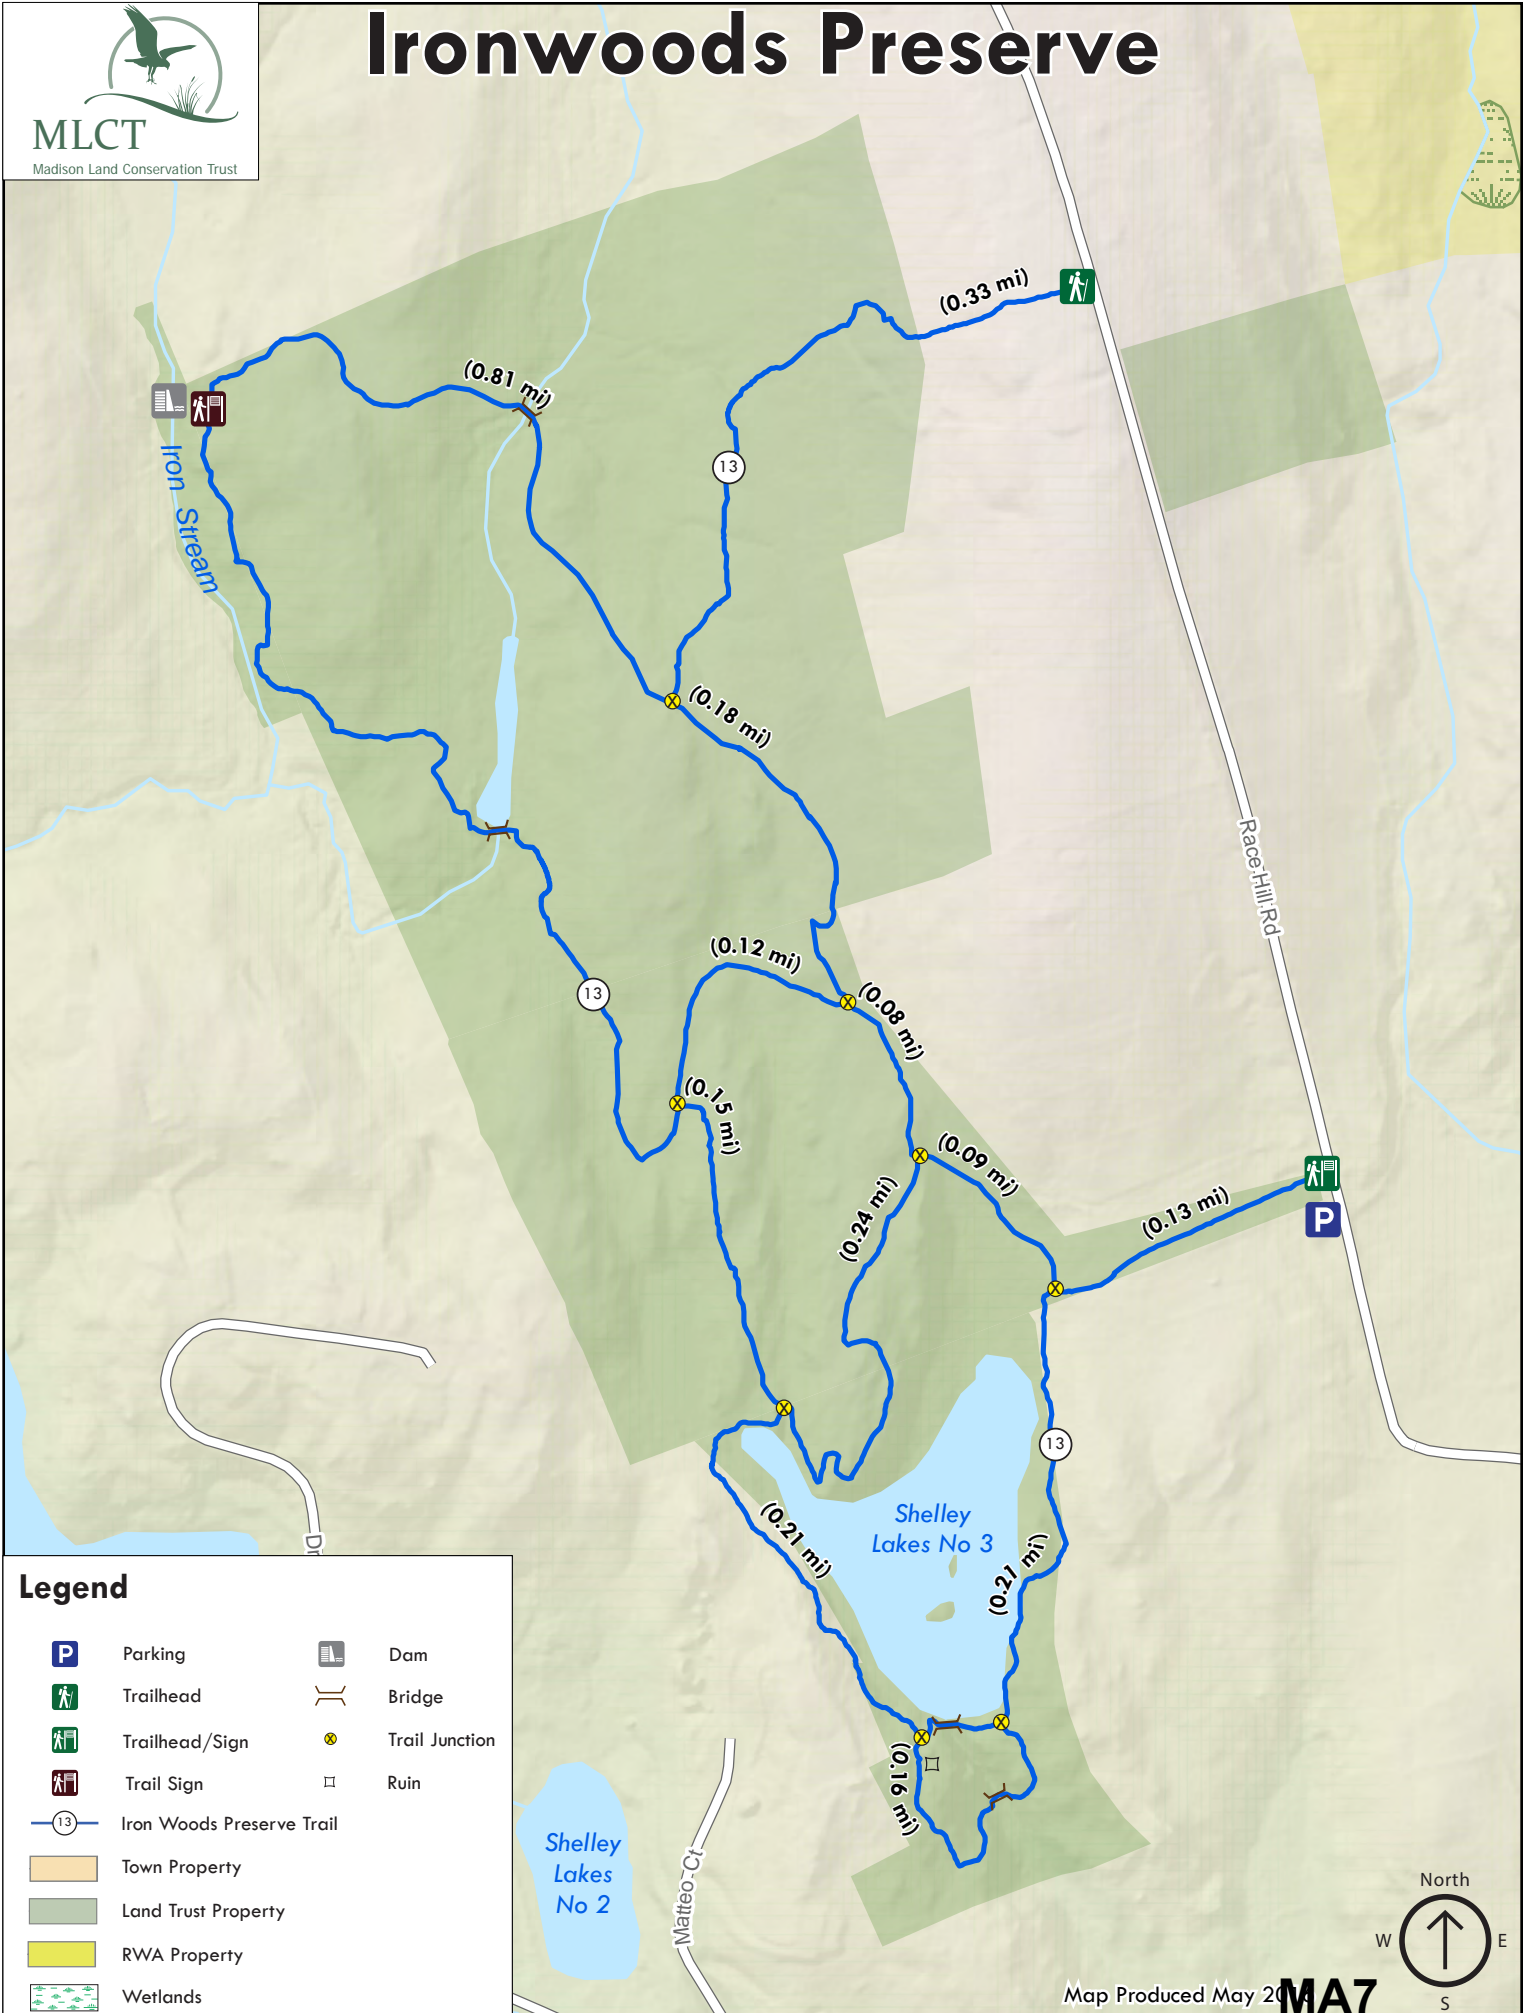 Ironwoods Preserve
MLCT
Madison Land Conservation Trust
(0.33 mi)
(0.81 mi)
Iron Stream
13
(0.18 mi)
Race Hill Rd
(0.12 mi)
(0.08 mi)
13
(0.15 mi)
(0.09 mi)
(0.24 mi)
(0.13 mi)
P
13
Shelley
Lakes No 3
(0.21 mi)
(0.21 mi)
Dr
(0.16 mi)
Shelley
Lakes
No 2
Matteo Ct
Legend
P Parking
Dam
Trailhead
Bridge
Trailhead/Sign
Trail Junction
Trail Sign
Ruin
13 Iron Woods Preserve Trail
Town Property
Land Trust Property
RWA Property
Wetlands
North
W E
S
Map Produced May
MA7